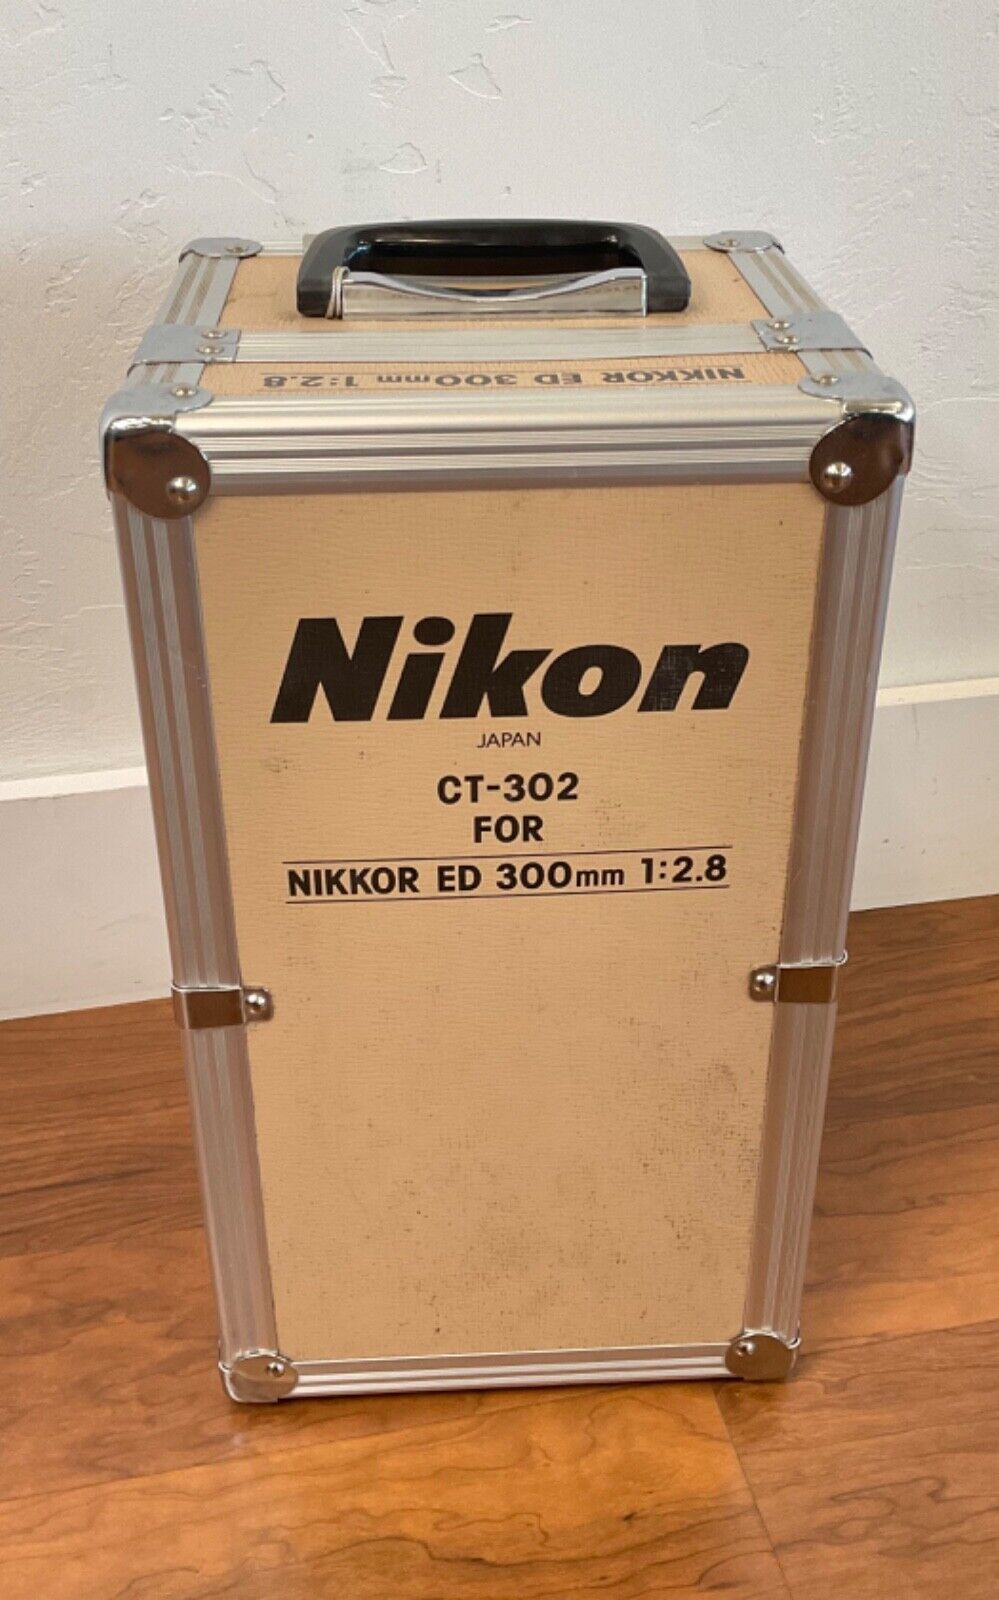 NIKKOR ED 300mm 1:2.8
Nikon
JAPAN
CT-302
FOR
NIKKOR ED 300mm 1:2.8